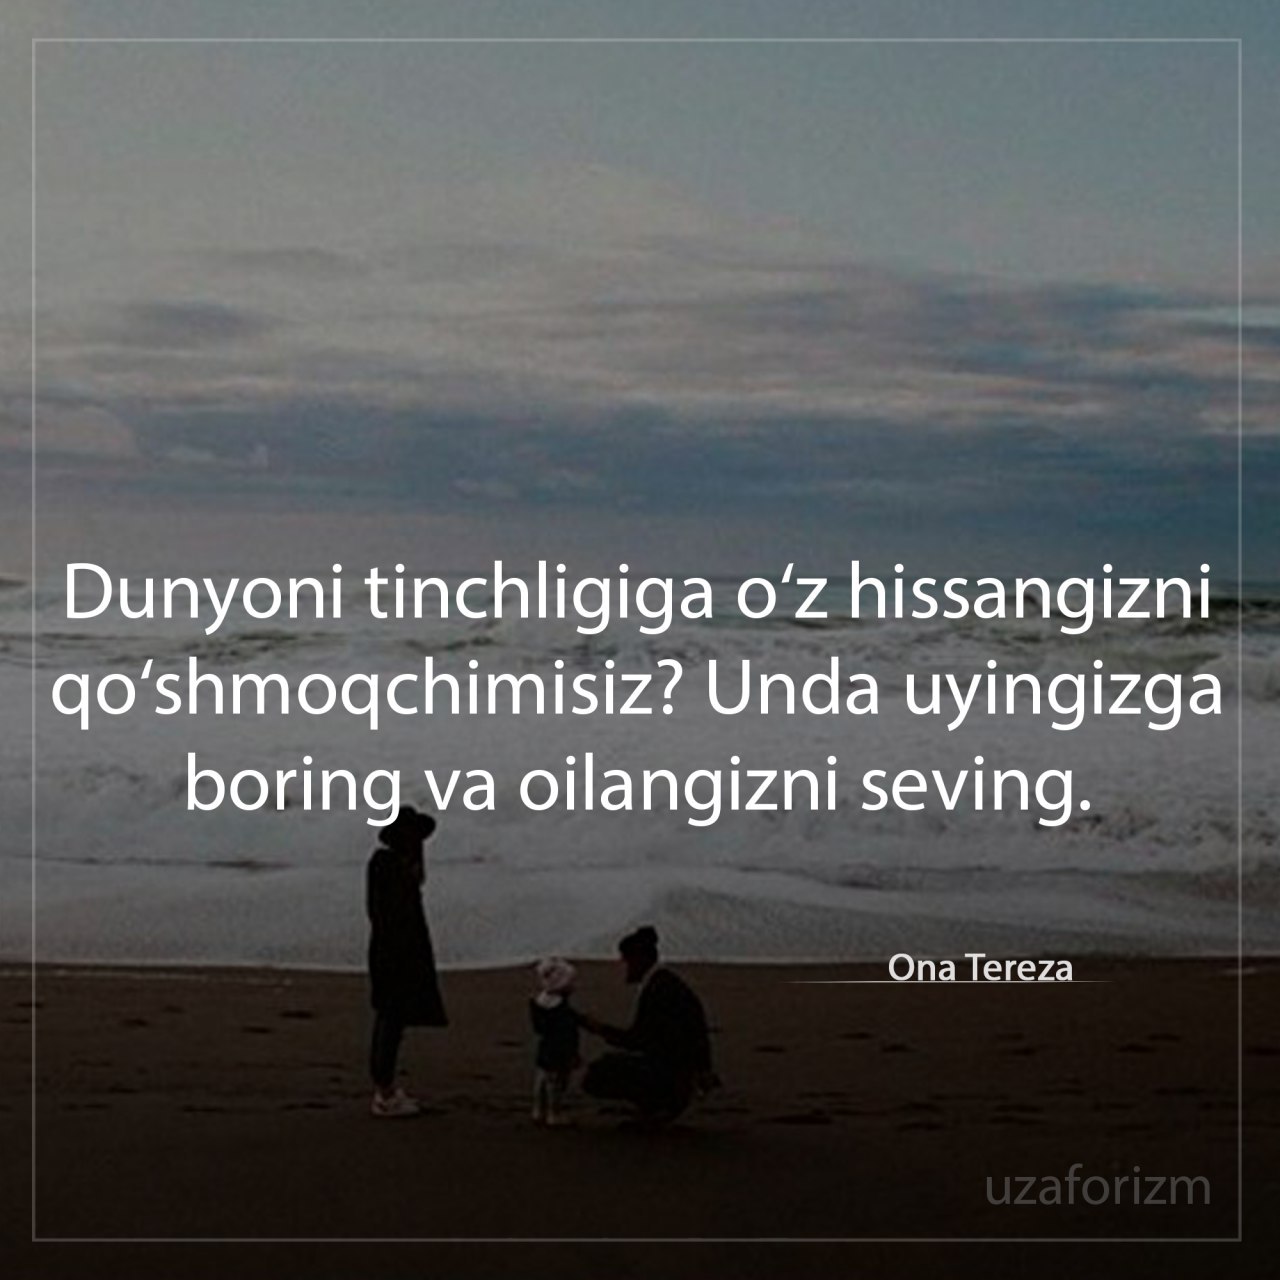 Dunyoni tinchligiga o‘z hissangizni
qo‘shmoqchimisiz? Unda uyingizga
boring va oilangizni seving.
Ona Tereza
uzaforizm